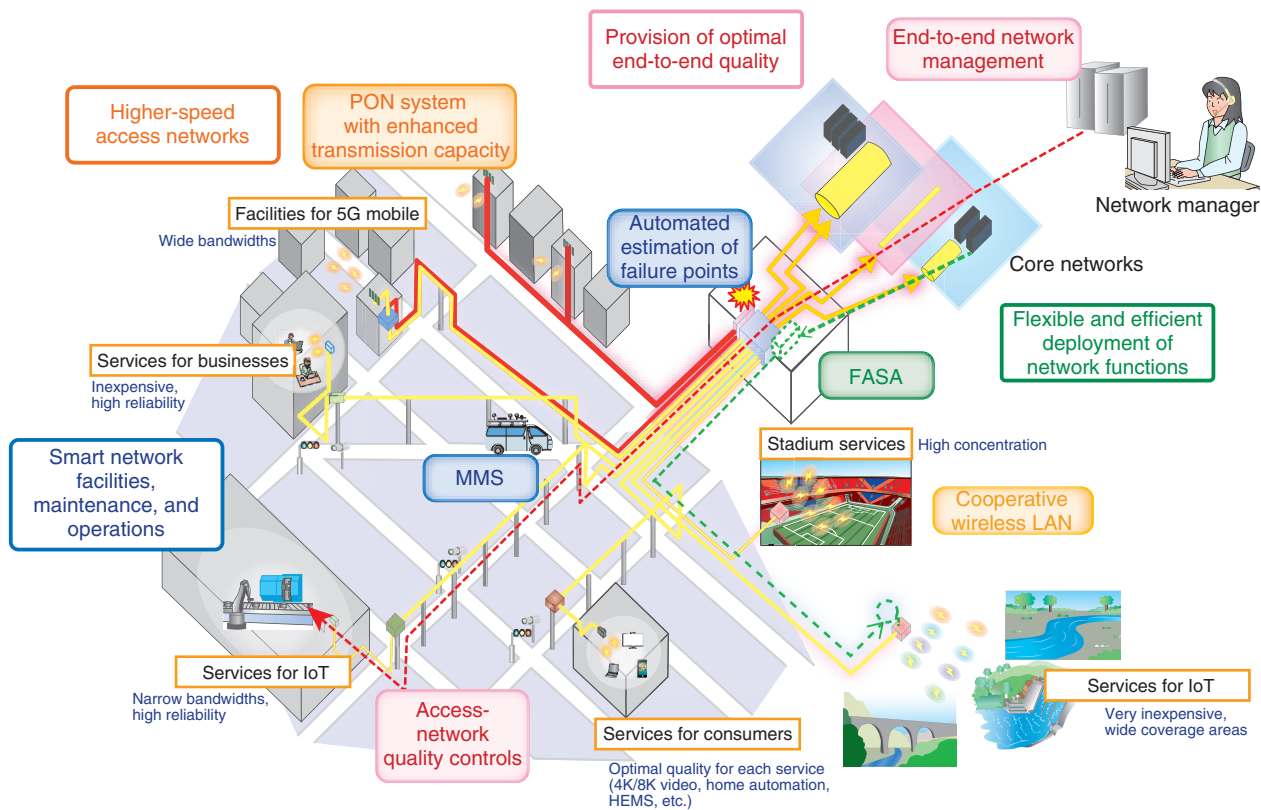 Provision of optimal
end-to-end quality
End-to-end network
management
Higher-speed
access networks
PON system
with enhanced
transmission capacity
Network manager
Facilities for 5G mobile
Wide bandwidths
Automated
estimation of
failure points
Core networks
Flexible and efficient
deployment of
network functions
Services for businesses
Inexpensive,
high reliability
FASA
Smart network
facilities,
maintenance, and
operations
MMS
Stadium services
High concentration
Cooperative
wireless LAN
Services for IoT
Narrow bandwidths,
high reliability
Access-
network
quality controls
Services for consumers
Optimal quality for each service
(4K/8K video, home automation,
HEMS, etc.)
Services for IoT
Very inexpensive,
wide coverage areas